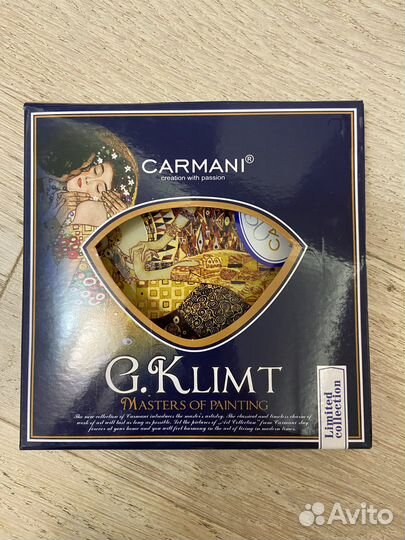 CARMANI®
creation with passion
G.KLIMT
MASTERS OF PAINTING
The new collection of Carmani introduces the master's artistry. The classical and timeless charm of
work of art will last as long as possible. Let the pictures of „Art Collection" from Carmani stay
forever at your home and you will feel harmony in the art of living in modern times.
Limited
collection
Avito